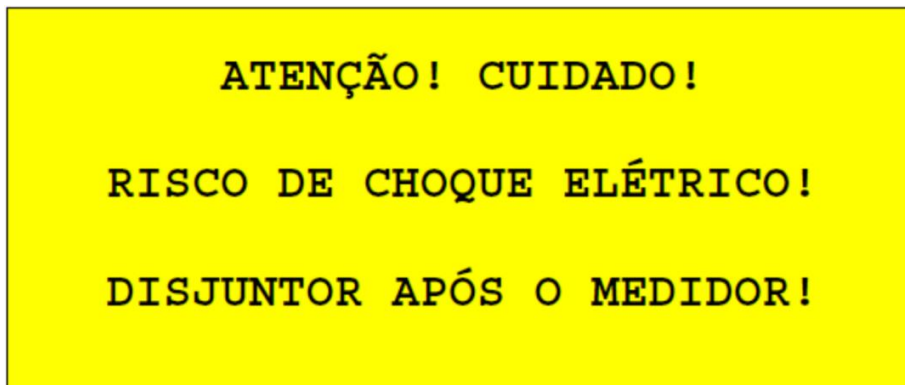 ATENÇÃO! CUIDADO!
RISCO DE CHOQUE ELÉTRICO!
DISJUNTOR APÓS O MEDIDOR!